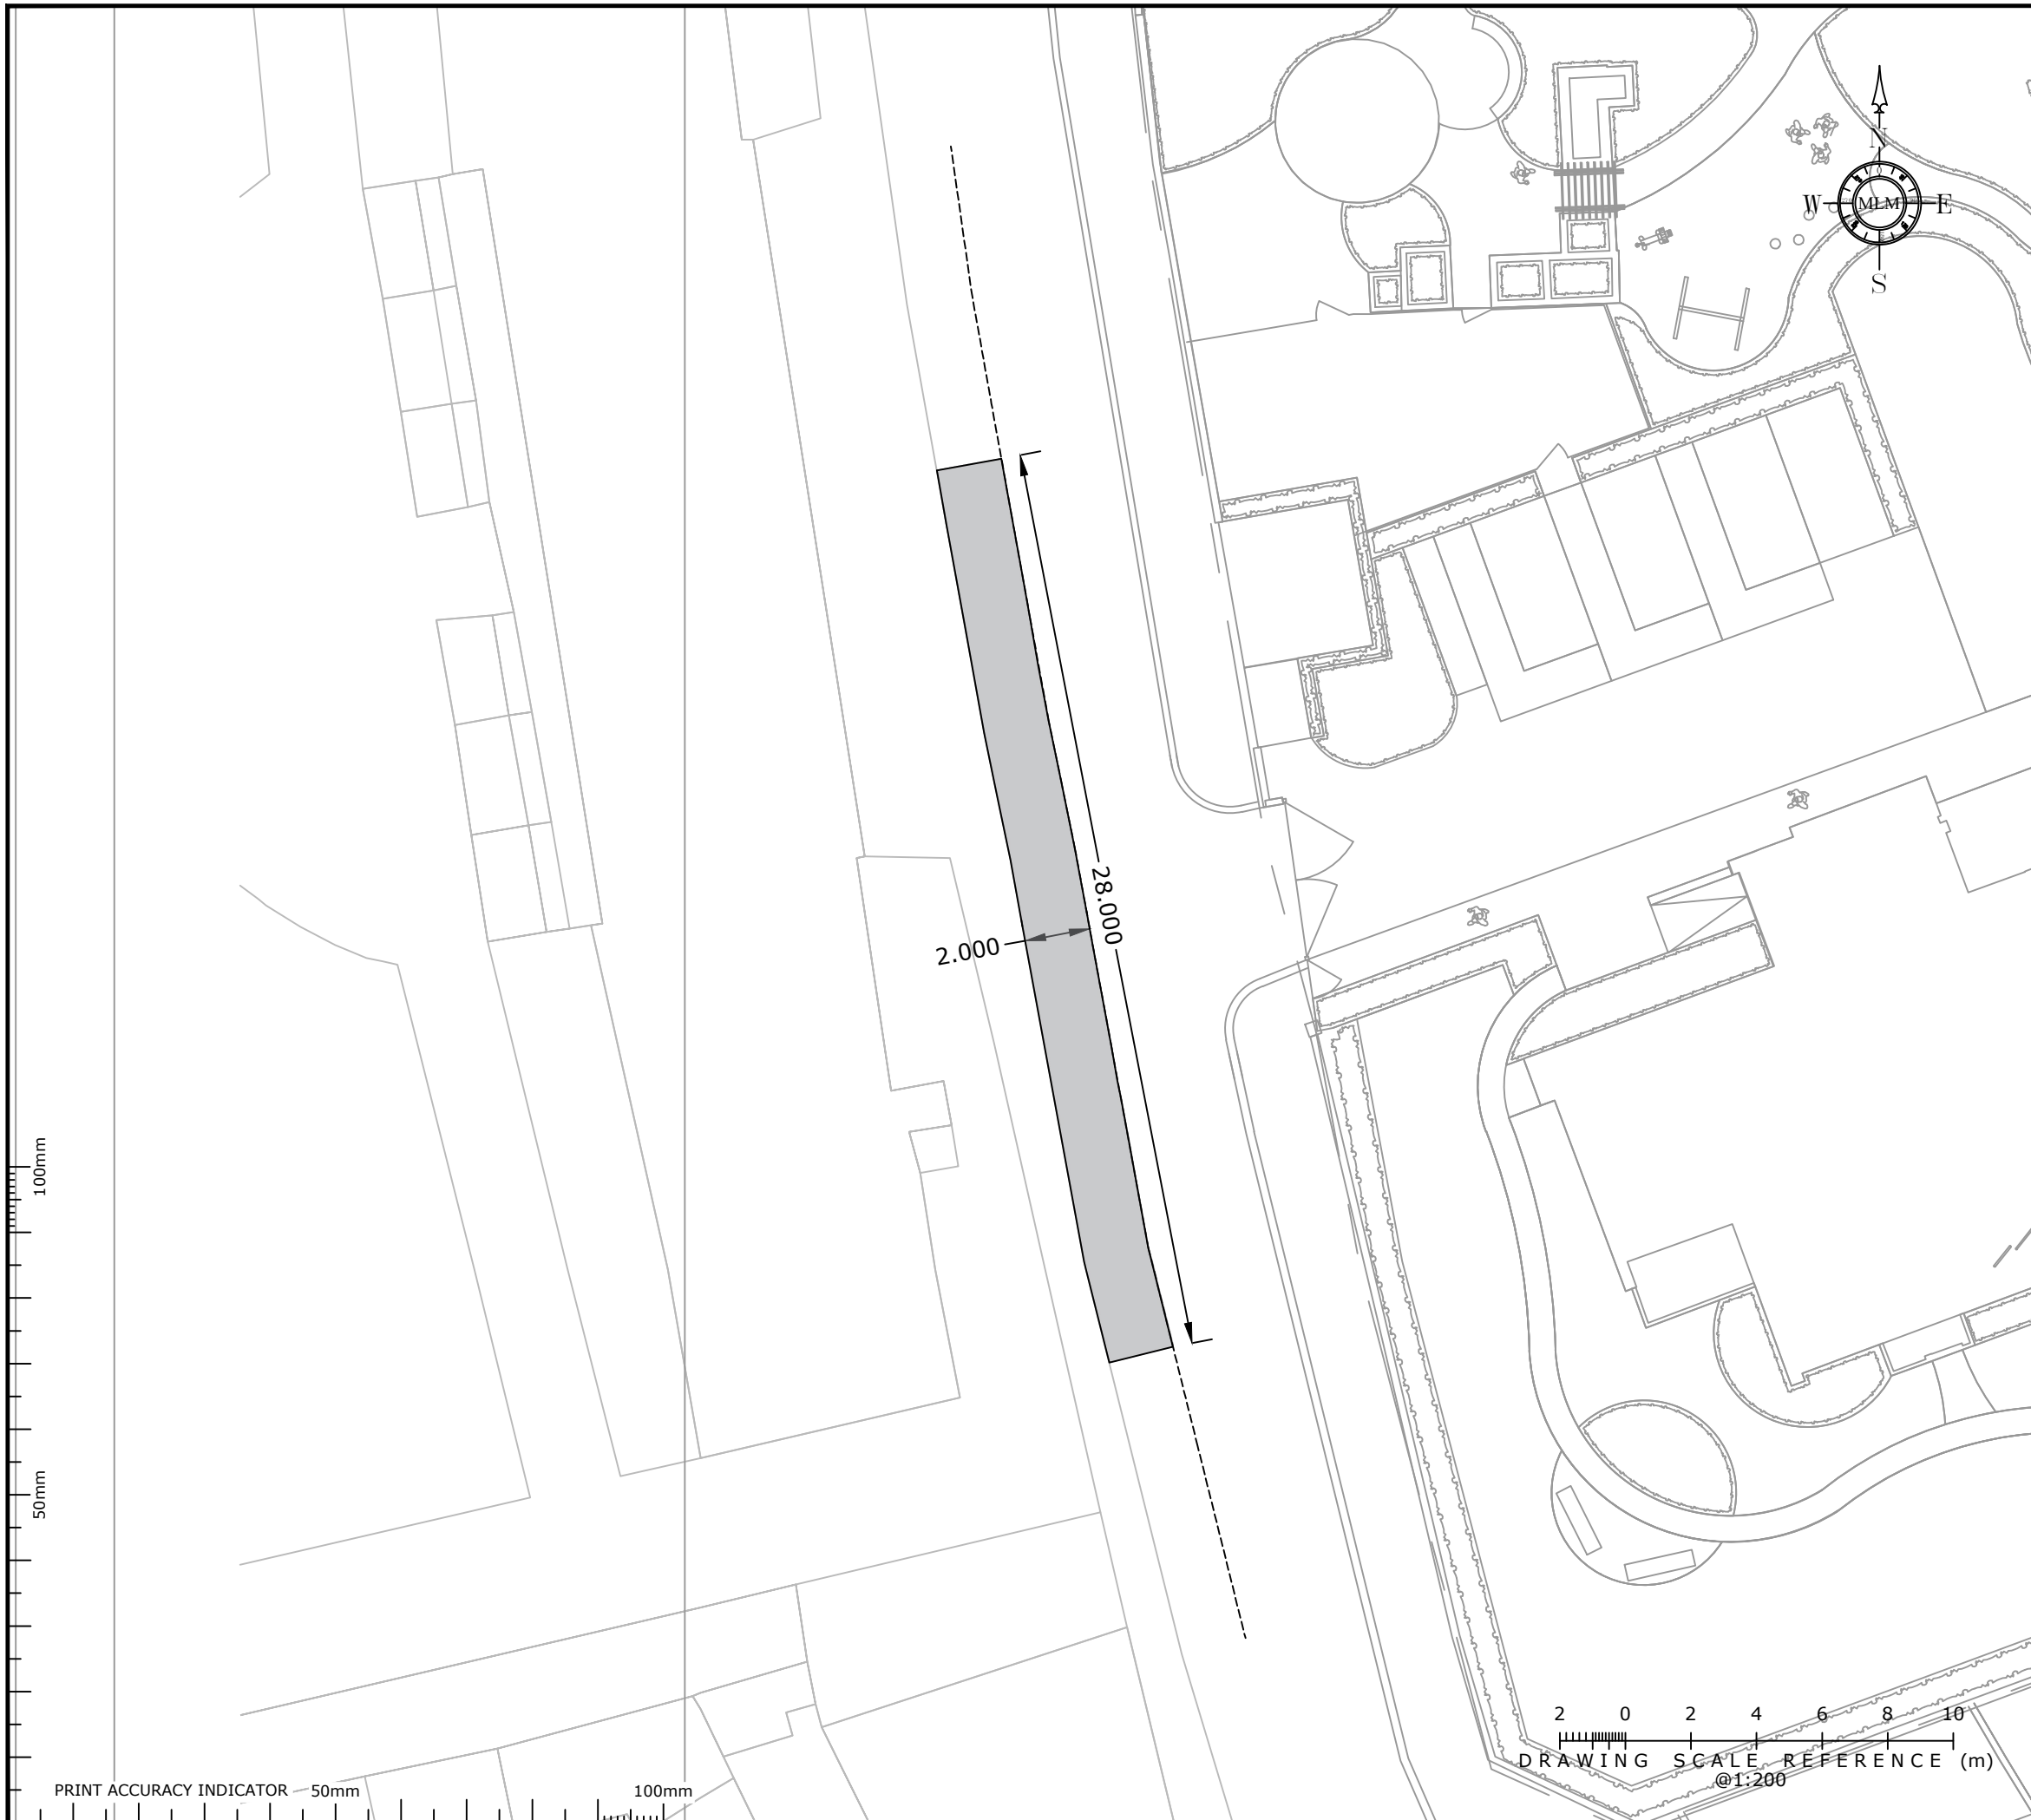 N
W MLM E
S
28.000
2.000
100mm
50mm
2 0 2 4 6 8 10
DRAWING SCALE REFERENCE (m)
@1:200
PRINT ACCURACY INDICATOR 50mm 100mm